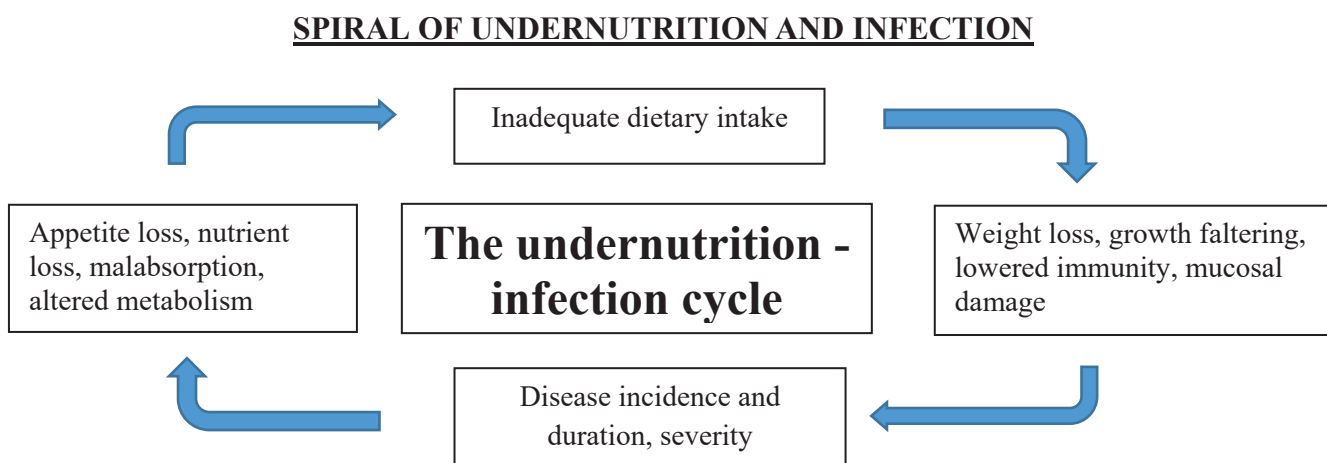 SPIRAL OF UNDERNUTRITION AND INFECTION
Inadequate dietary intake
Appetite loss, nutrient
loss, malabsorption,
altered metabolism
The undernutrition -
infection cycle
Weight loss, growth faltering,
lowered immunity, mucosal
damage
Disease incidence and
duration, severity